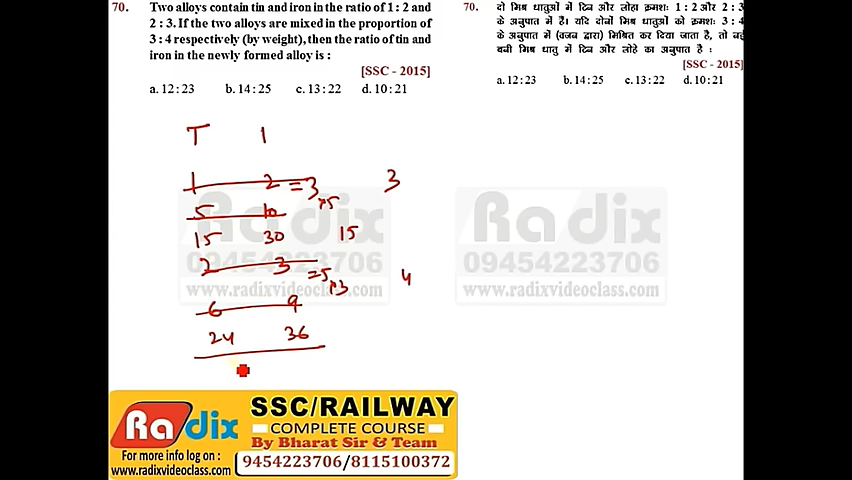 70. Two alloys contain tin and iron in the ratio of 1 : 2 and
2 : 3. If the two alloys are mixed in the proportion of
3 : 4 respectively (by weight), then the ratio of tin and
iron in the newly formed alloy is :
[SSC - 2015]
a. 12 : 23 b. 14 : 25 c. 13 : 22 d. 10 : 21
70. दो मिश्र धातुओं में टिन और लोहा क्रमशः 1 : 2 और 2 : 3
के अनुपात में है। यदि दोनों मिश्र धातुओं को क्रमशः 3 : 4
के अनुपात में (वजन द्वारा) मिश्रित कर दिया जाता है, तो नई
बनी मिश्र धातु में टिन और लोहे का अनुपात है :
[SSC - 2015]
a. 12 : 23 b. 14 : 25 c. 13 : 22 d. 10 : 21
T I
1 2 = 3 ×5 3
5 10
15 30 15
2 3 = 5 ×3 4
6 9
24 36
Radix
09454223706
www.radixvideoclass.com
Radix
09454223706
www.radixvideoclass.com
Radix
For more log on to :
www.radixvideoclass.com
SSC/RAILWAY
COMPLETE COURSE
By Bharat Sir & Team
9454223706/8115100372